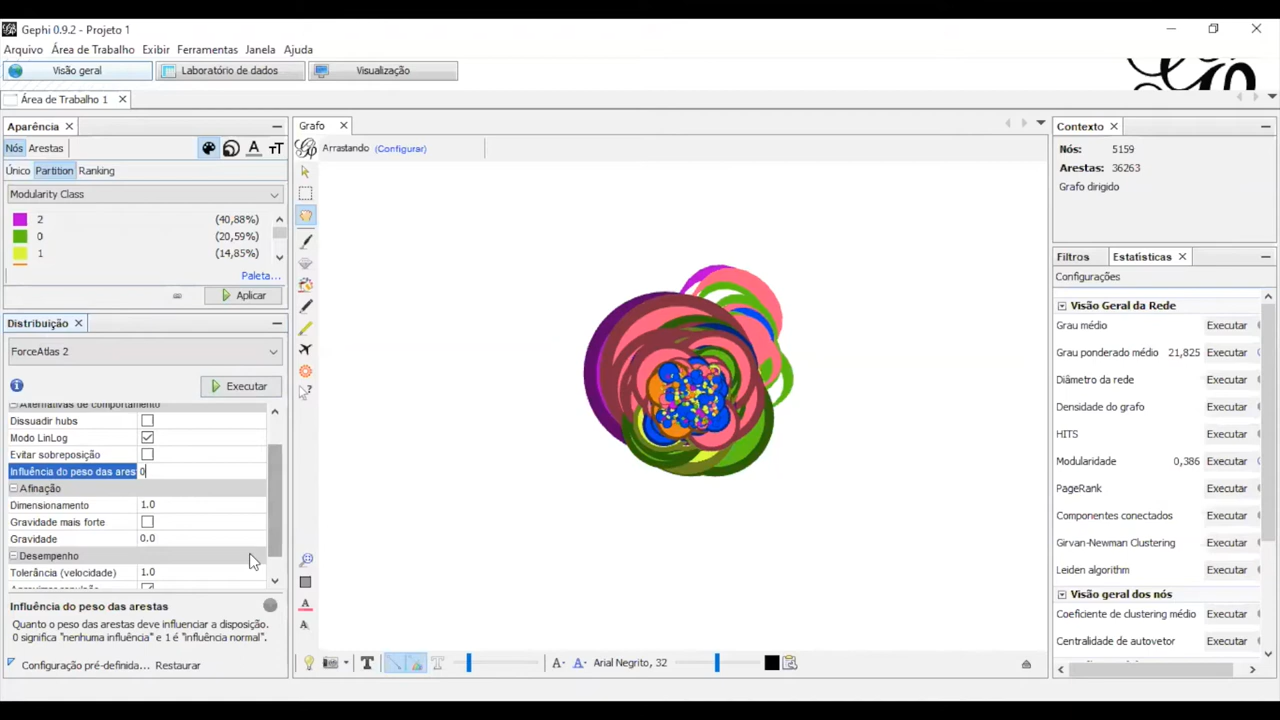 Gephi 0.9.2 - Projeto 1
Arquivo Área de Trabalho Exibir Ferramentas Janela Ajuda
Visão geral Laboratório de dados Visualização
Área de Trabalho 1
Aparência
Nós Arestas
Único Partition Ranking
Modularity Class
2 (40,88%)
0 (20,59%)
1 (14,85%)
Paleta...
Aplicar
Distribuição
ForceAtlas 2
Executar
Alternativas de comportamento
Dissuadir hubs
Modo LinLog
Evitar sobreposição
Influência do peso das ares 0
Afinação
Dimensionamento 1.0
Gravidade mais forte
Gravidade 0.0
Desempenho
Tolerância (velocidade) 1.0
Influência do peso das arestas
Quanto o peso das arestas deve influenciar a disposição.
0 significa "nenhuma influência" e 1 é "influência normal".
Configuração pré-definida... Restaurar
Grafo
Arrastando (Configurar)
Arial Negrito, 32
Contexto
Nós: 5159
Arestas: 36263
Grafo dirigido
Filtros Estatísticas
Configurações
Visão Geral da Rede
Grau médio Executar
Grau ponderado médio 21,825 Executar
Diâmetro da rede Executar
Densidade do grafo Executar
HITS Executar
Modularidade 0,386 Executar
PageRank Executar
Componentes conectados Executar
Girvan-Newman Clustering Executar
Leiden algorithm Executar
Visão geral dos nós
Coeficiente de clustering médio Executar
Centralidade de autovetor Executar